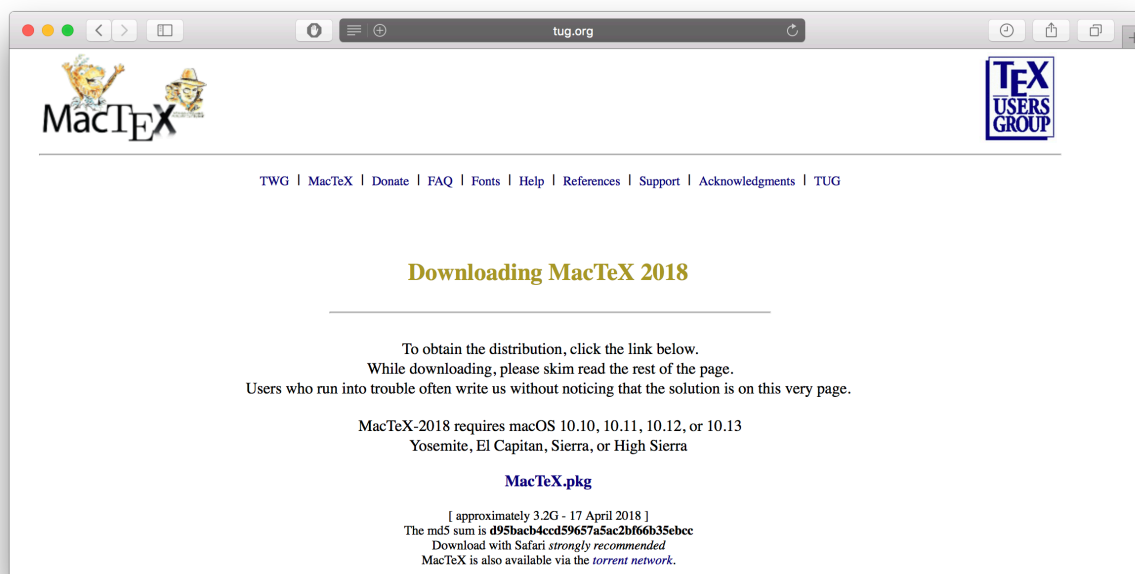 tug.org
MacTeX
TEX
USERS
GROUP
TWG | MacTeX | Donate | FAQ | Fonts | Help | References | Support | Acknowledgments | TUG
Downloading MacTeX 2018
To obtain the distribution, click the link below.
While downloading, please skim read the rest of the page.
Users who run into trouble often write us without noticing that the solution is on this very page.
MacTeX-2018 requires macOS 10.10, 10.11, 10.12, or 10.13
Yosemite, El Capitan, Sierra, or High Sierra
MacTeX.pkg
[ approximately 3.2G - 17 April 2018 ]
The md5 sum is d95bacb4ccd59657a5ac2bf66b35ebcc
Download with Safari strongly recommended
MacTeX is also available via the torrent network.